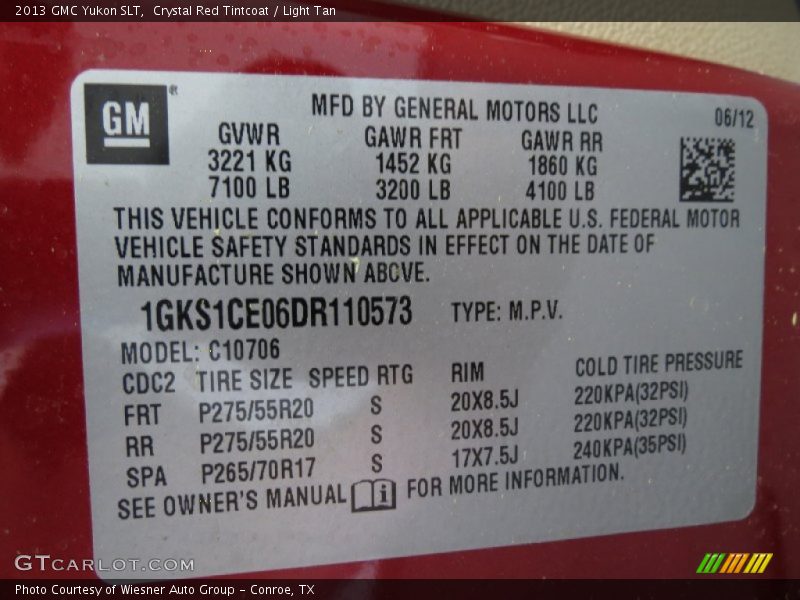 2013 GMC Yukon SLT,  Crystal Red Tintcoat / Light Tan
GM®
MFD BY GENERAL MOTORS LLC
06/12
GVWR GAWR FRT GAWR RR
3221 KG 1452 KG 1860 KG
7100 LB 3200 LB 4100 LB
THIS VEHICLE CONFORMS TO ALL APPLICABLE U.S. FEDERAL MOTOR
VEHICLE SAFETY STANDARDS IN EFFECT ON THE DATE OF
MANUFACTURE SHOWN ABOVE.
1GKS1CE06DR110573 TYPE: M.P.V.
MODEL: C10706
CDC2 TIRE SIZE SPEED RTG RIM COLD TIRE PRESSURE
FRT P275/55R20 S 20X8.5J 220KPA(32PSI)
RR P275/55R20 S 20X8.5J 220KPA(32PSI)
SPA P265/70R17 S 17X7.5J 240KPA(35PSI)
SEE OWNER'S MANUAL FOR MORE INFORMATION.
GTCARLOT.COM
Photo Courtesy of Wiesner Auto Group - Conroe, TX